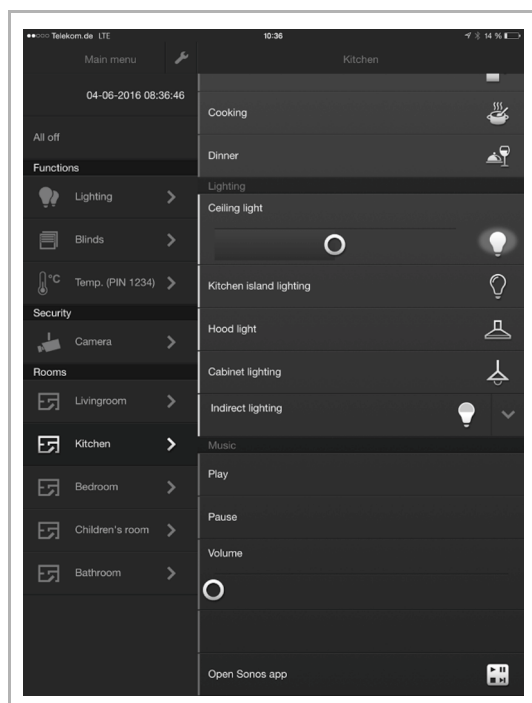 Telekom.de LTE 10:36 14 %
Main menu
Kitchen
04-06-2016 08:36:46
All off
Functions
Lighting
Blinds
°C Temp. (PIN 1234)
Security
Camera
Rooms
Livingroom
Kitchen
Bedroom
Children's room
Bathroom
Cooking
Dinner
Lighting
Ceiling light
Kitchen island lighting
Hood light
Cabinet lighting
Indirect lighting
Music
Play
Pause
Volume
Open Sonos app